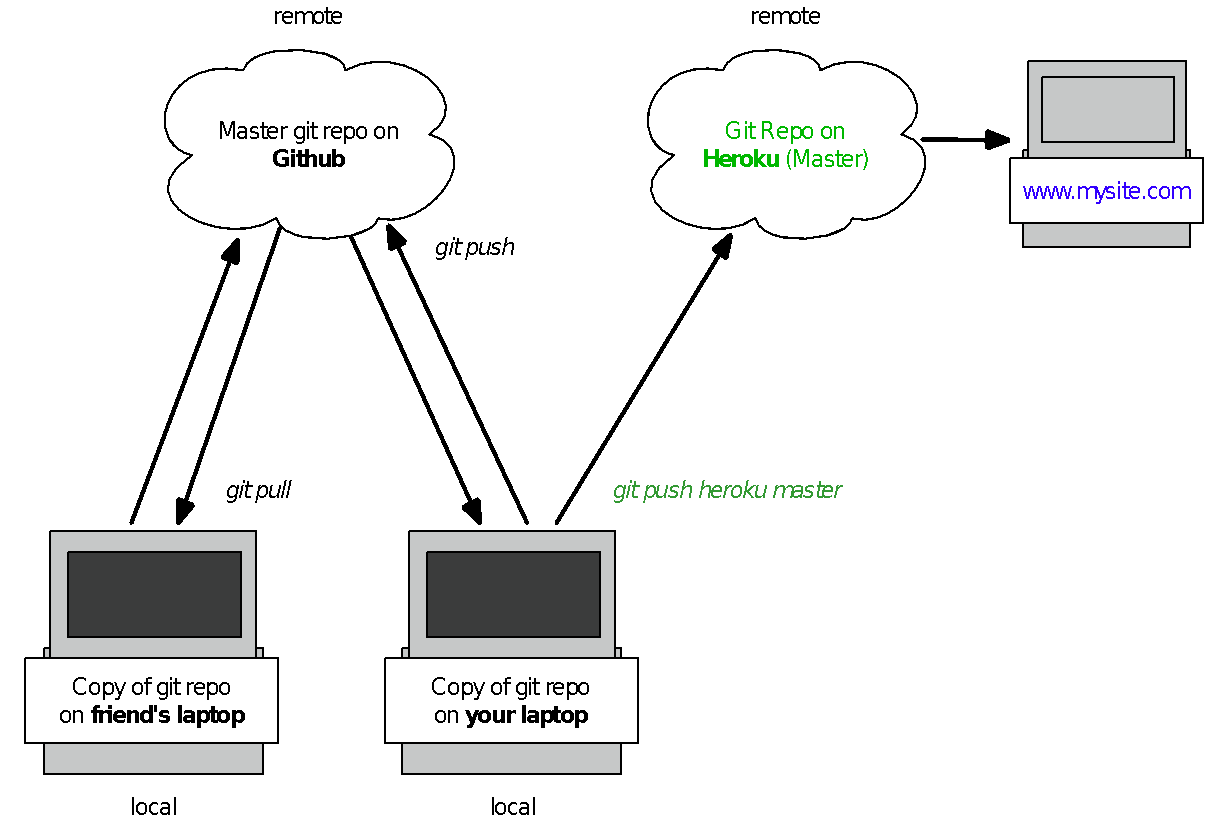 remote
remote
Master git repo on
Github
Git Repo on
Heroku (Master)
www.mysite.com
git push
git pull
git push heroku master
Copy of git repo
on friend's laptop
Copy of git repo
on your laptop
local
local